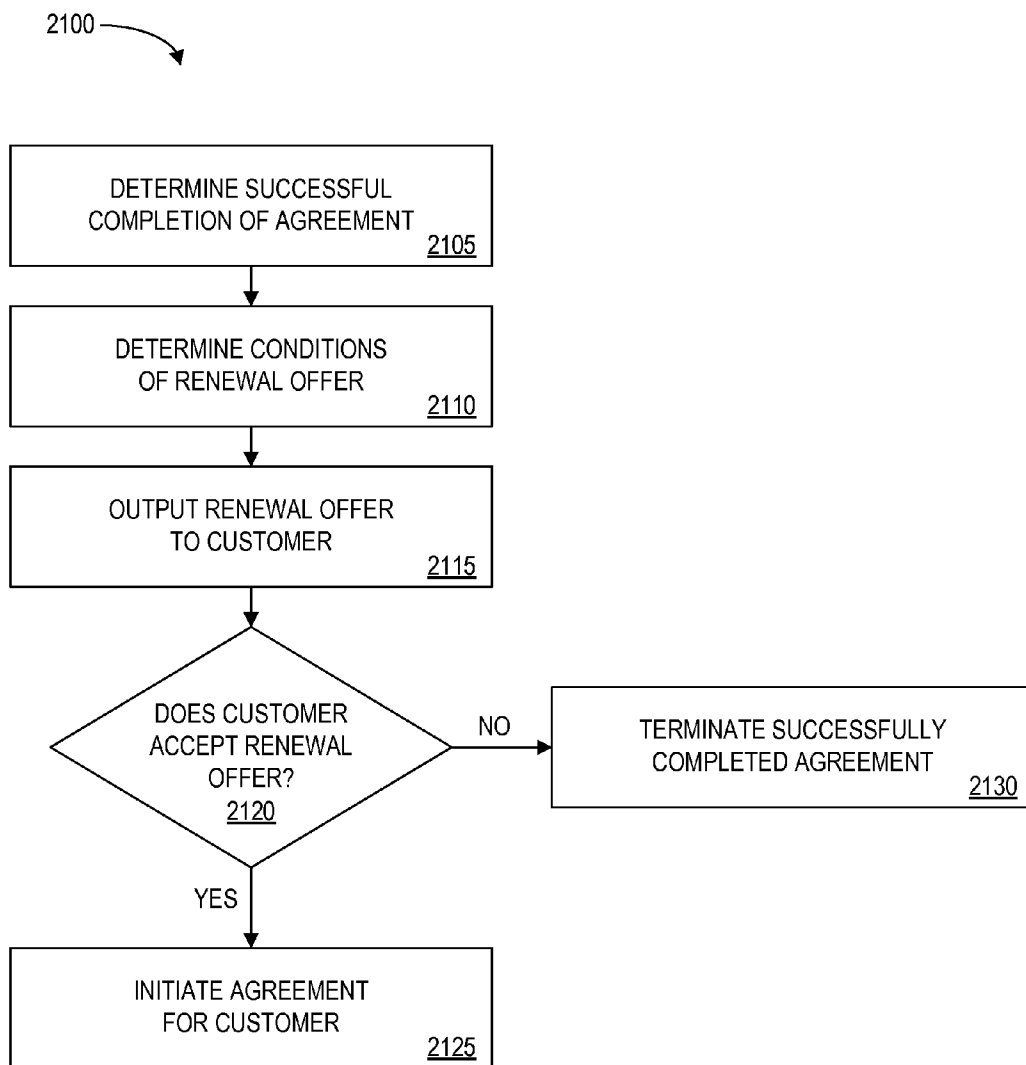 2100
DETERMINE SUCCESSFUL
COMPLETION OF AGREEMENT
2105
DETERMINE CONDITIONS
OF RENEWAL OFFER
2110
OUTPUT RENEWAL OFFER
TO CUSTOMER
2115
DOES CUSTOMER
ACCEPT RENEWAL
OFFER?
2120
NO
TERMINATE SUCCESSFULLY
COMPLETED AGREEMENT
2130
YES
INITIATE AGREEMENT
FOR CUSTOMER
2125